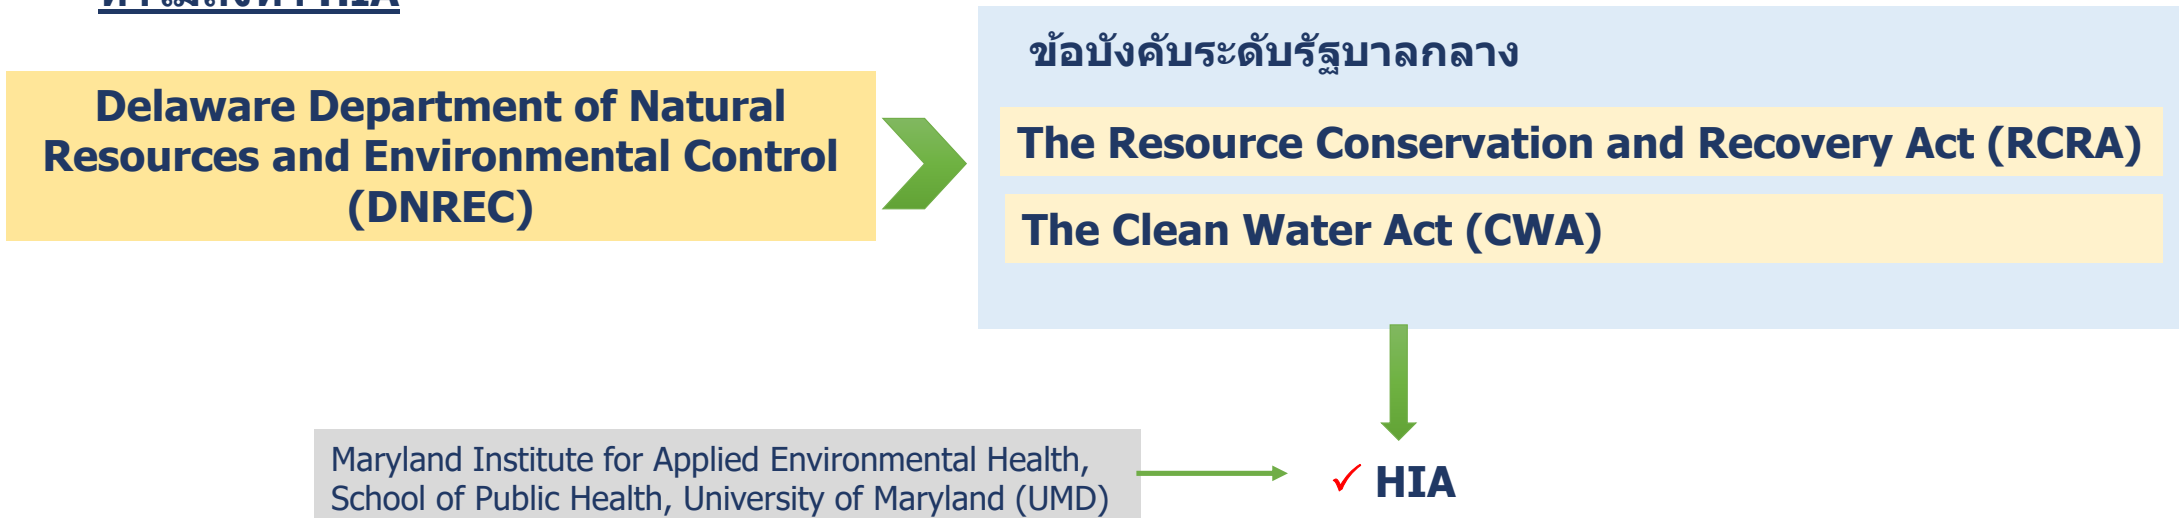 HIA
ข้อบังคับระดับรัฐบาลกลาง
Delaware Department of Natural
Resources and Environmental Control
(DNREC)
The Resource Conservation and Recovery Act (RCRA)
The Clean Water Act (CWA)
Maryland Institute for Applied Environmental Health,
School of Public Health, University of Maryland (UMD)
✓ HIA